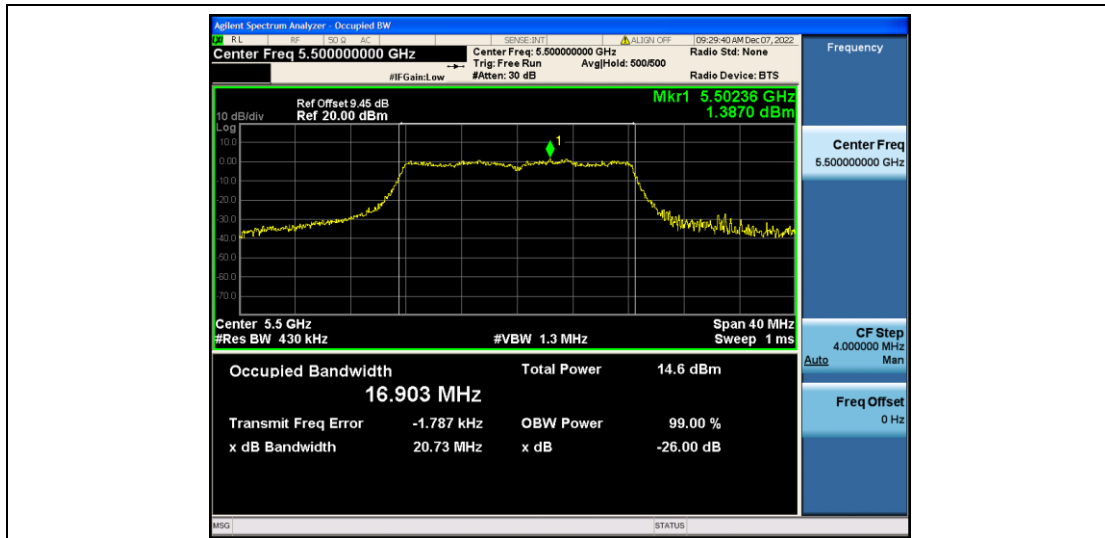 Agilent Spectrum Analyzer - Occupied BW
RL RF 50 Ω AC SENSE:INT ALIGN OFF 09:29:40 AM Dec 07, 2022
Center Freq 5.500000000 GHz
Center Freq: 5.500000000 GHz Radio Std: None
Trig: Free Run Avg|Hold: 500/500
#IFGain:Low #Atten: 30 dB Radio Device: BTS
Frequency
Ref Offset 9.45 dB Mkr1 5.50236 GHz
10 dB/div Ref 20.00 dBm 1.3870 dBm
Log
10.0
0.00
-10.0
-20.0
-30.0
-40.0
-50.0
-60.0
-70.0
1
Center Freq
5.500000000 GHz
Center 5.5 GHz Span 40 MHz
#Res BW 430 kHz #VBW 1.3 MHz Sweep 1 ms
CF Step
4.000000 MHz
Auto Man
Occupied Bandwidth Total Power 14.6 dBm
16.903 MHz
Freq Offset
0 Hz
Transmit Freq Error -1.787 kHz OBW Power 99.00 %
x dB Bandwidth 20.73 MHz x dB -26.00 dB
MSG STATUS